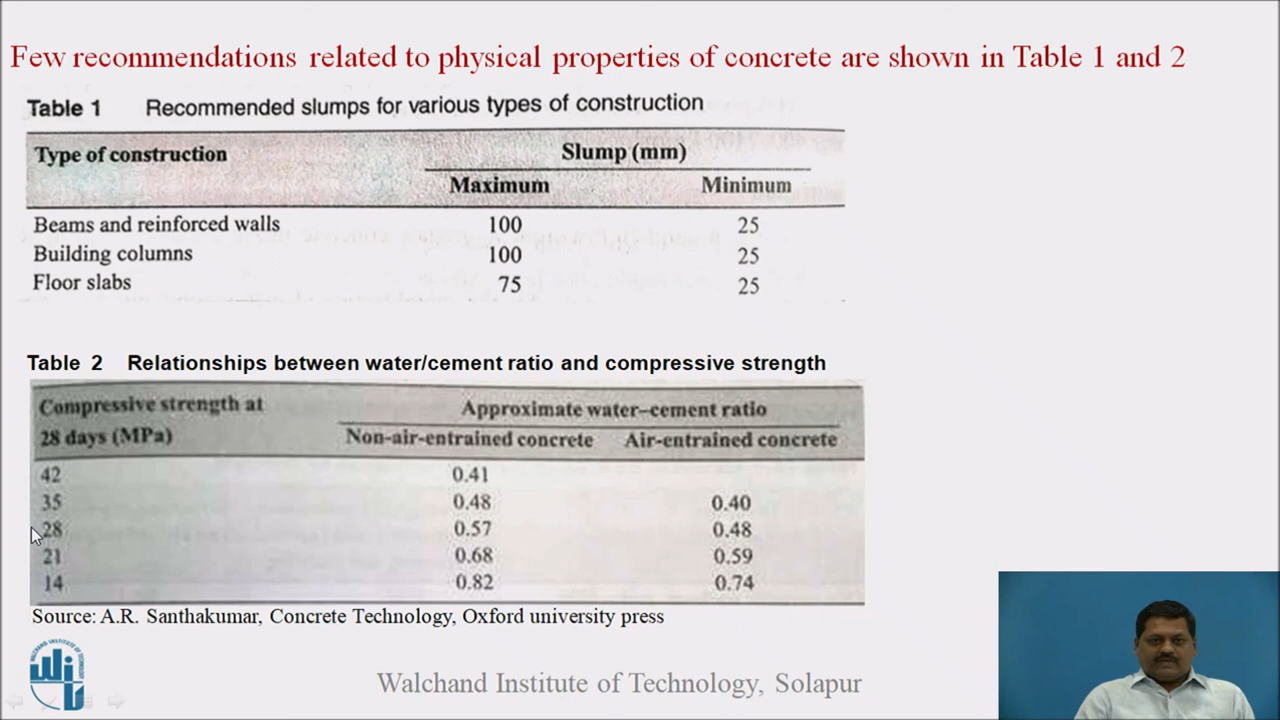 Few recommendations related to physical properties of concrete are shown in Table 1 and 2
Table 1 Recommended slumps for various types of construction
Type of construction Slump (mm)
Maximum Minimum
Beams and reinforced walls 100 25
Building columns 100 25
Floor slabs 75 25
Table 2 Relationships between water/cement ratio and compressive strength
Compressive strength at Approximate water–cement ratio
28 days (MPa) Non-air-entrained concrete Air-entrained concrete
42 0.41
35 0.48 0.40
28 0.57 0.48
21 0.68 0.59
14 0.82 0.74
Source: A.R. Santhakumar, Concrete Technology, Oxford university press
WALCHAND INSTITUTE OF TECHNOLOGY
WIT
Walchand Institute of Technology, Solapur